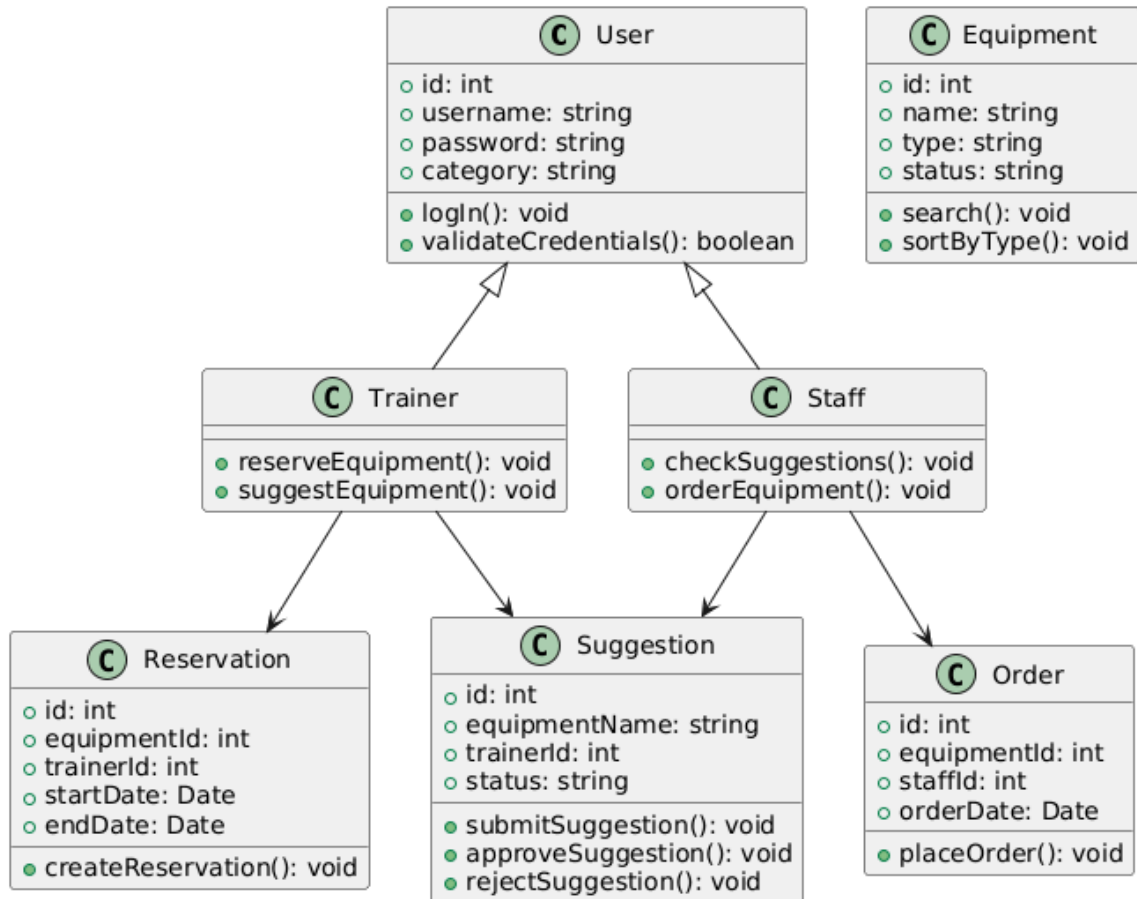 C User
id: int
username: string
password: string
category: string
logIn(): void
validateCredentials(): boolean
C Equipment
id: int
name: string
type: string
status: string
search(): void
sortByType(): void
C Trainer
reserveEquipment(): void
suggestEquipment(): void
C Staff
checkSuggestions(): void
orderEquipment(): void
C Reservation
id: int
equipmentId: int
trainerId: int
startDate: Date
endDate: Date
createReservation(): void
C Suggestion
id: int
equipmentName: string
trainerId: int
status: string
submitSuggestion(): void
approveSuggestion(): void
rejectSuggestion(): void
C Order
id: int
equipmentId: int
staffId: int
orderDate: Date
placeOrder(): void